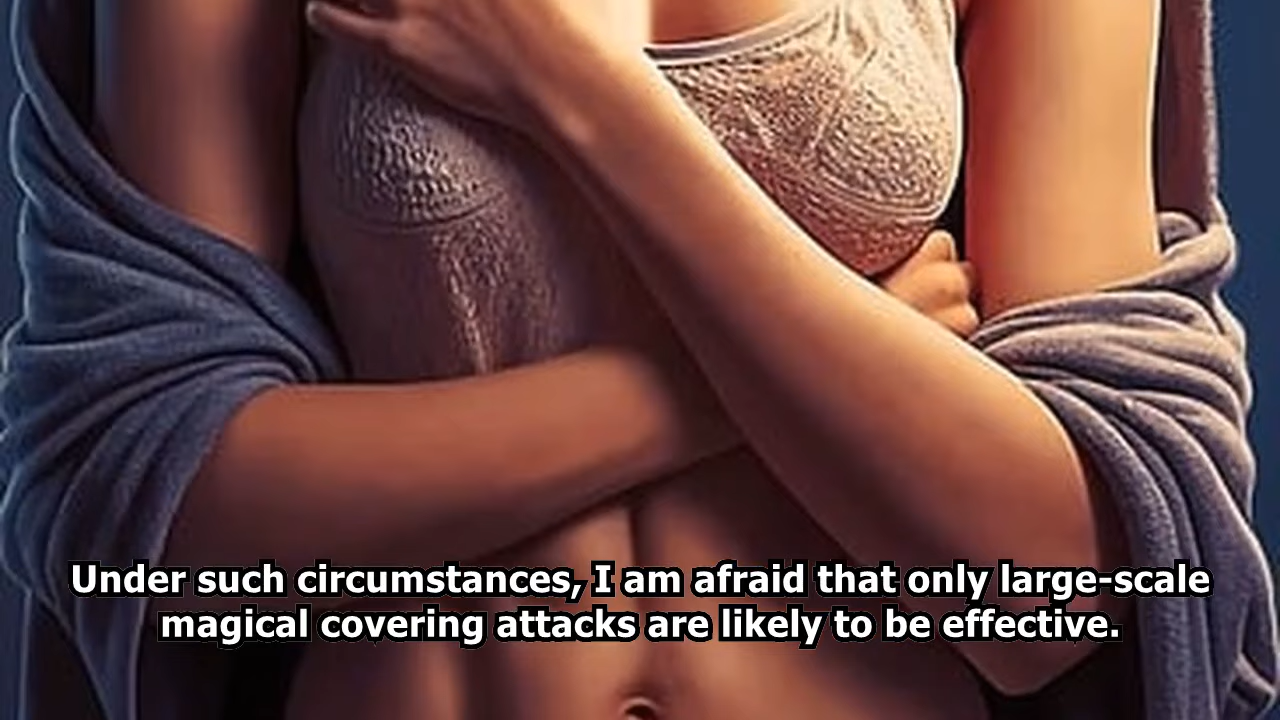 Under such circumstances, I am afraid that only large-scale
magical covering attacks are likely to be effective.